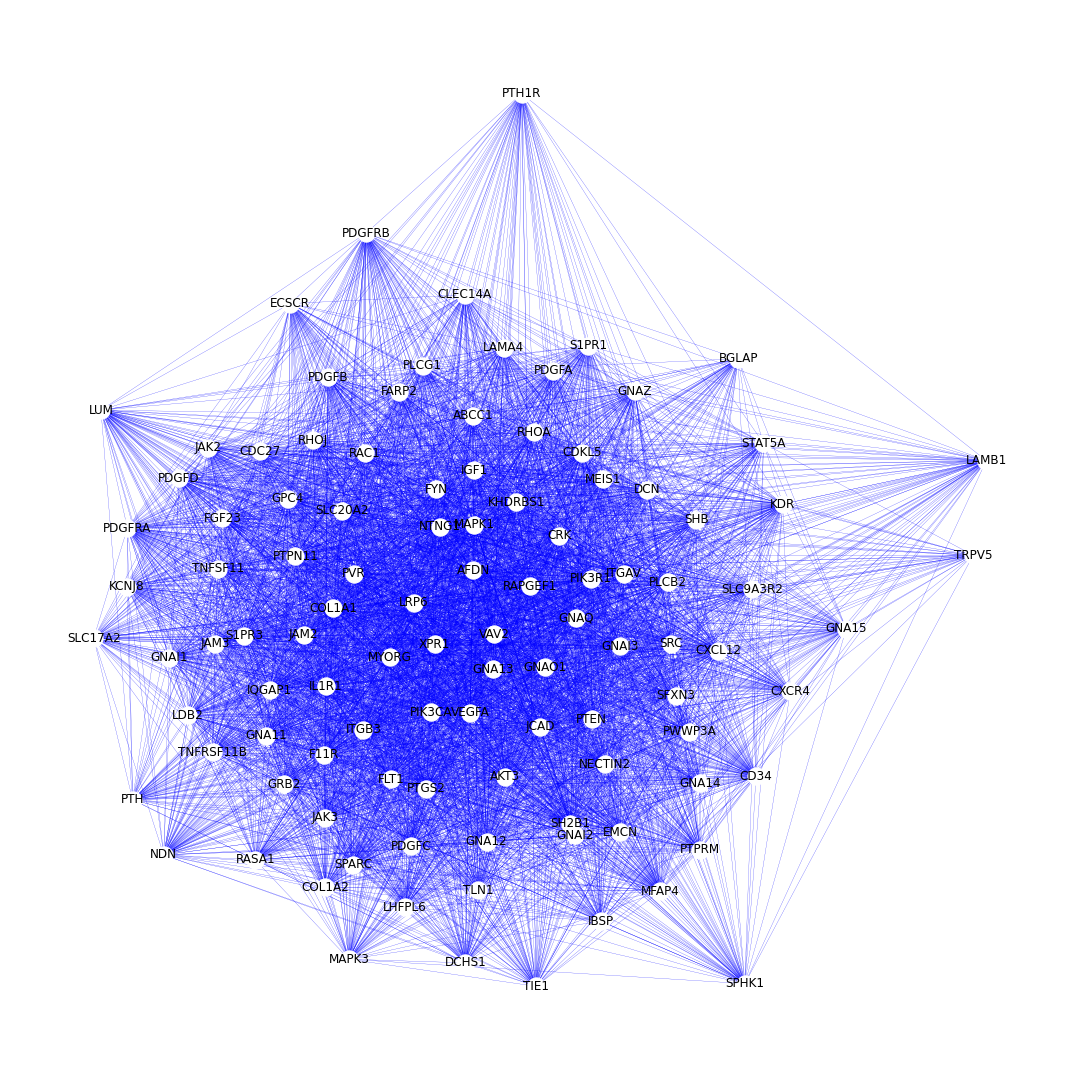 PTH1R
PDGFRB
CLEC14A
ECSCR
LAMA4
S1PR1
BGLAP
PLCG1
PDGFA
PDGFB
FARP2
GNAZ
LUM
ABCC1
RHOA
RHOJ
STAT5A
JAK2
CDC27
RAC1
CDKL5
LAMB1
IGF1
PDGFD
MEIS1
FYN
DCN
GPC4
KHDRBS1
KDR
SLC20A2
FGF23
SHB
PDGFRA
NTNG1
MAPK1
CRK
PTPN11
TRPV5
TNFSF11
PVR
AFDN
ITGAV
PIK3R1
PLCB2
KCNJ8
RAPGEF1
SLC9A3R2
LRP6
COL1A1
GNAQ
GNA15
SLC17A2
S1PR3
JAM2
VAV2
JAM3
XPR1
GNAI3
SRC
CXCL12
GNAI1
MYORG
GNA13
GNAO1
IQGAP1
IL1R1
CXCR4
SFXN3
LDB2
PIK3CA
VEGFA
PTEN
JCAD
ITGB3
PWWP3A
GNA11
TNFRSF11B
F11R
NECTIN2
CD34
FLT1
AKT3
GRB2
PTGS2
GNA14
PTH
JAK3
SH2B1
EMCN
GNAI2
GNA12
PDGFC
PTPRM
NDN
RASA1
SPARC
COL1A2
TLN1
MFAP4
LHFPL6
IBSP
MAPK3
DCHS1
SPHK1
TIE1